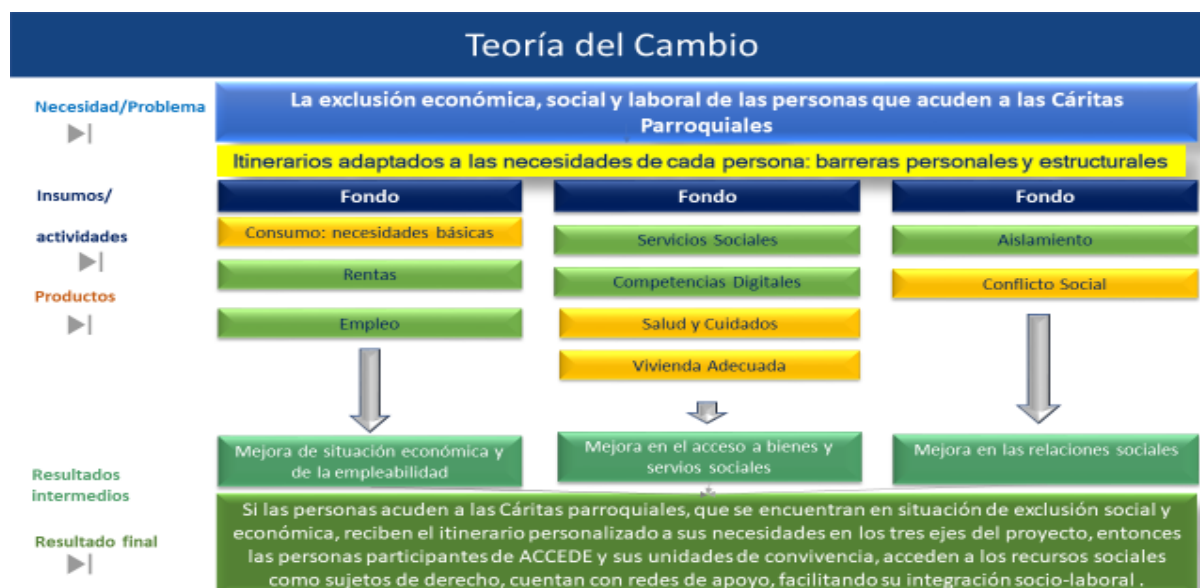 Teoría del Cambio
Necesidad/Problema
La exclusión económica, social y laboral de las personas que acuden a las Cáritas
Parroquiales
Itinerarios adaptados a las necesidades de cada persona: barreras personales y estructurales
Insumos/
actividades
Productos
Fondo
Consumo: necesidades básicas
Rentas
Empleo
Fondo
Servicios Sociales
Competencias Digitales
Salud y Cuidados
Vivienda Adecuada
Fondo
Aislamiento
Conflicto Social
Resultados
intermedios
Mejora de situación económica y
de la empleabilidad
Mejora en el acceso a bienes y
servios sociales
Mejora en las relaciones sociales
Resultado final
Si las personas acuden a las Cáritas parroquiales, que se encuentran en situación de exclusión social y
económica, reciben el itinerario personalizado a sus necesidades en los tres ejes del proyecto, entonces
las personas participantes de ACCEDE y sus unidades de convivencia, acceden a los recursos sociales
como sujetos de derecho, cuentan con redes de apoyo, facilitando su integración socio-laboral .